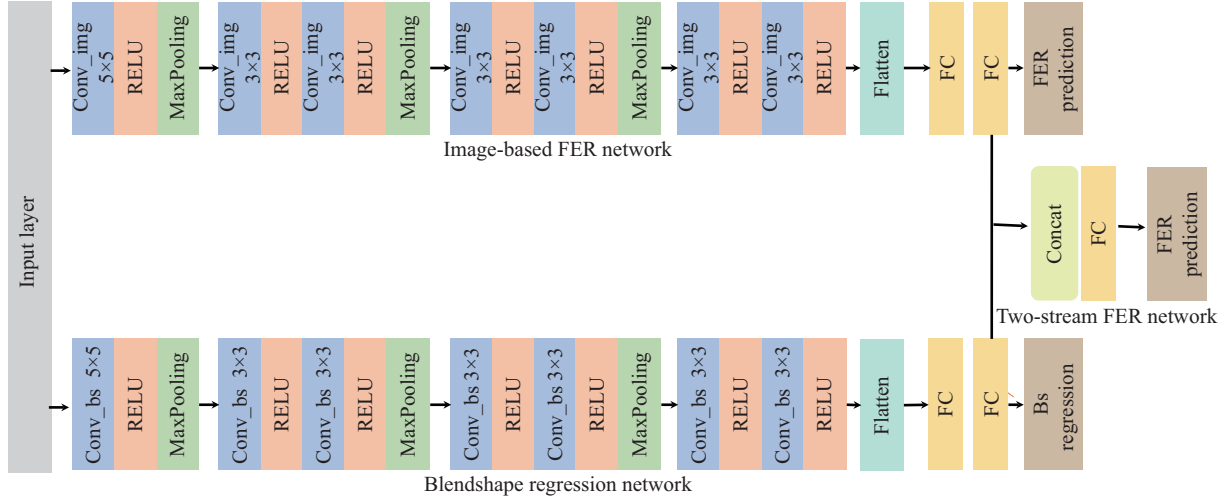 Input layer
Conv_img
5×5
RELU
MaxPooling
Conv_img
3×3
RELU
Conv_img
3×3
RELU
MaxPooling
Conv_img
3×3
RELU
Conv_img
3×3
RELU
MaxPooling
Conv_img
3×3
RELU
Conv_img
3×3
RELU
Flatten
FC
FC
FER
prediction
Image-based FER network
Concat
FC
FER
prediction
Two-stream FER network
Conv_bs 5×5
RELU
MaxPooling
Conv_bs 3×3
RELU
Conv_bs 3×3
RELU
MaxPooling
Conv_bs 3×3
RELU
Conv_bs 3×3
RELU
MaxPooling
Conv_bs 3×3
RELU
Conv_bs 3×3
RELU
Flatten
FC
FC
Bs
regression
Blendshape regression network